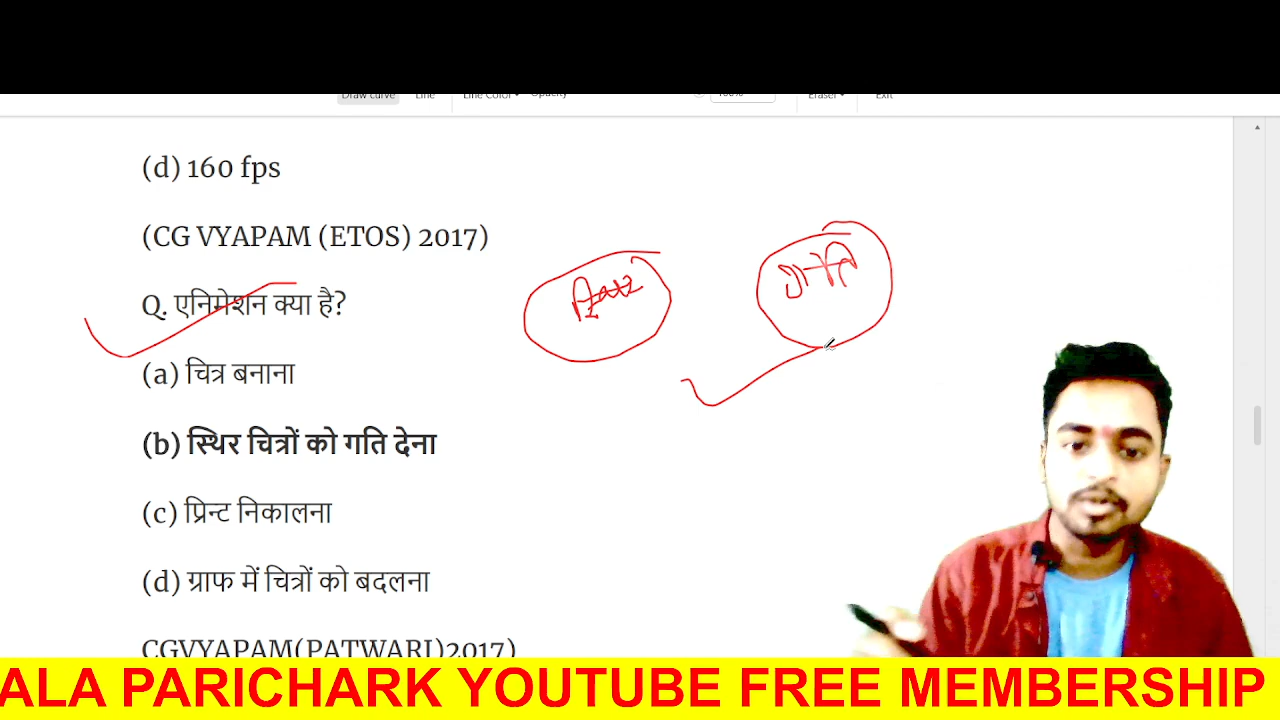 (d) 160 fps
(CG VYAPAM (ETOS) 2017)
Q. एनिमेशन क्या है?
(a) चित्र बनाना
(b) स्थिर चित्रों को गति देना
(c) प्रिन्ट निकालना
(d) ग्राफ में चित्रों को बदलना
CGVYAPAM(PATWARI)2017)
ALA PARICHARK YOUTUBE FREE MEMBERSHIP